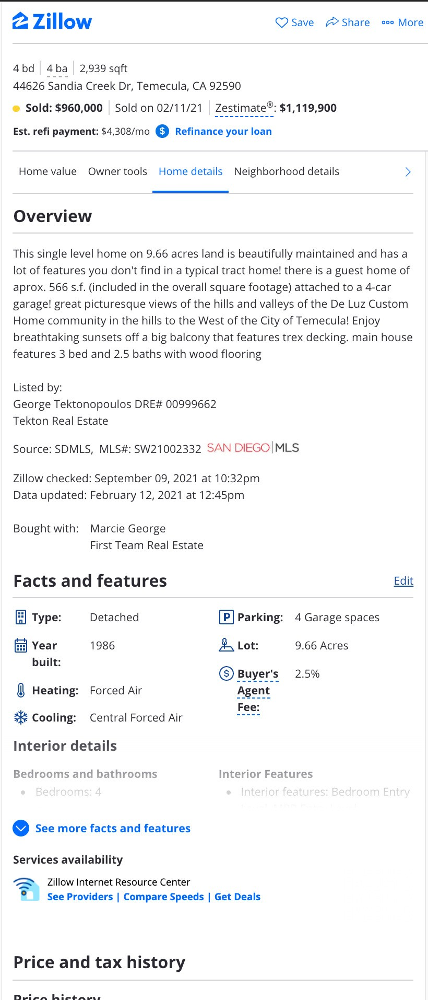 Zillow
Save Share More
4 bd 4 ba 2,939 sqft
44626 Sandia Creek Dr, Temecula, CA 92590
Sold: $960,000 Sold on 02/11/21 Zestimate®: $1,119,900
Est. refi payment: $4,308/mo $ Refinance your loan
Home value Owner tools Home details Neighborhood details
Overview
This single level home on 9.66 acres land is beautifully maintained and has a
lot of features you don't find in a typical tract home! there is a guest home of
aprox. 566 s.f. (included in the overall square footage) attached to a 4-car
garage! great picturesque views of the hills and valleys of the De Luz Custom
Home community in the hills to the West of the City of Temecula! Enjoy
breathtaking sunsets off a big balcony that features trex decking. main house
features 3 bed and 2.5 baths with wood flooring
Listed by:
George Tektonopoulos DRE# 00999662
Tekton Real Estate
Source: SDMLS, MLS#: SW21002332 SAN DIEGO|MLS
Zillow checked: September 09, 2021 at 10:32pm
Data updated: February 12, 2021 at 12:45pm
Bought with: Marcie George
First Team Real Estate
Facts and features Edit
Type: Detached
Year built: 1986
Heating: Forced Air
Cooling: Central Forced Air
P Parking: 4 Garage spaces
Lot: 9.66 Acres
$ Buyer's 2.5%
Agent
Fee:
Interior details
Bedrooms and bathrooms
Bedrooms: 4
Interior Features
Interior features: Bedroom Entry
See more facts and features
Services availability
Zillow Internet Resource Center
See Providers | Compare Speeds | Get Deals
Price and tax history
Price history